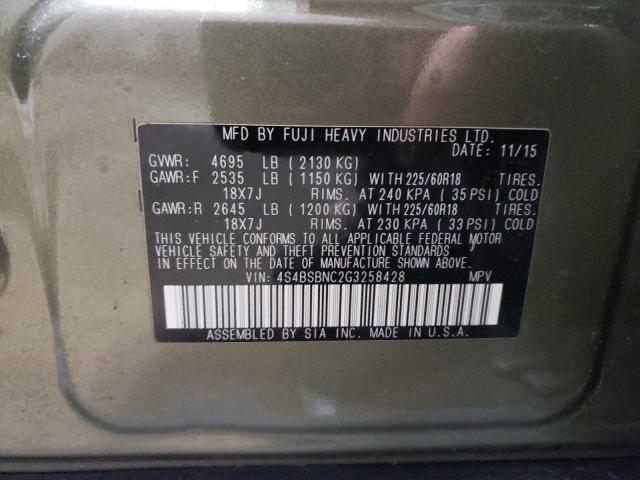 MFD BY FUJI HEAVY INDUSTRIES LTD.
DATE: 11/15
GVWR: 4695 LB (2130 KG)
GAWR:F 2535 LB (1150 KG) WITH 225/60R18 TIRES.
18X7J RIMS. AT 240 KPA (35 PSI) COLD
GAWR:R 2645 LB (1200 KG) WITH 225/60R18 TIRES.
18X7J RIMS. AT 230 KPA (33 PSI) COLD
THIS VEHICLE CONFORMS TO ALL APPLICABLE FEDERAL MOTOR
VEHICLE SAFETY AND THEFT PREVENTION STANDARDS IN EFFECT
ON THE DATE OF MANUFACTURE SHOWN ABOVE.
VIN: 4S4BSBNC2G3258428 MPV
ASSEMBLED BY SIA INC. MADE IN U.S.A.